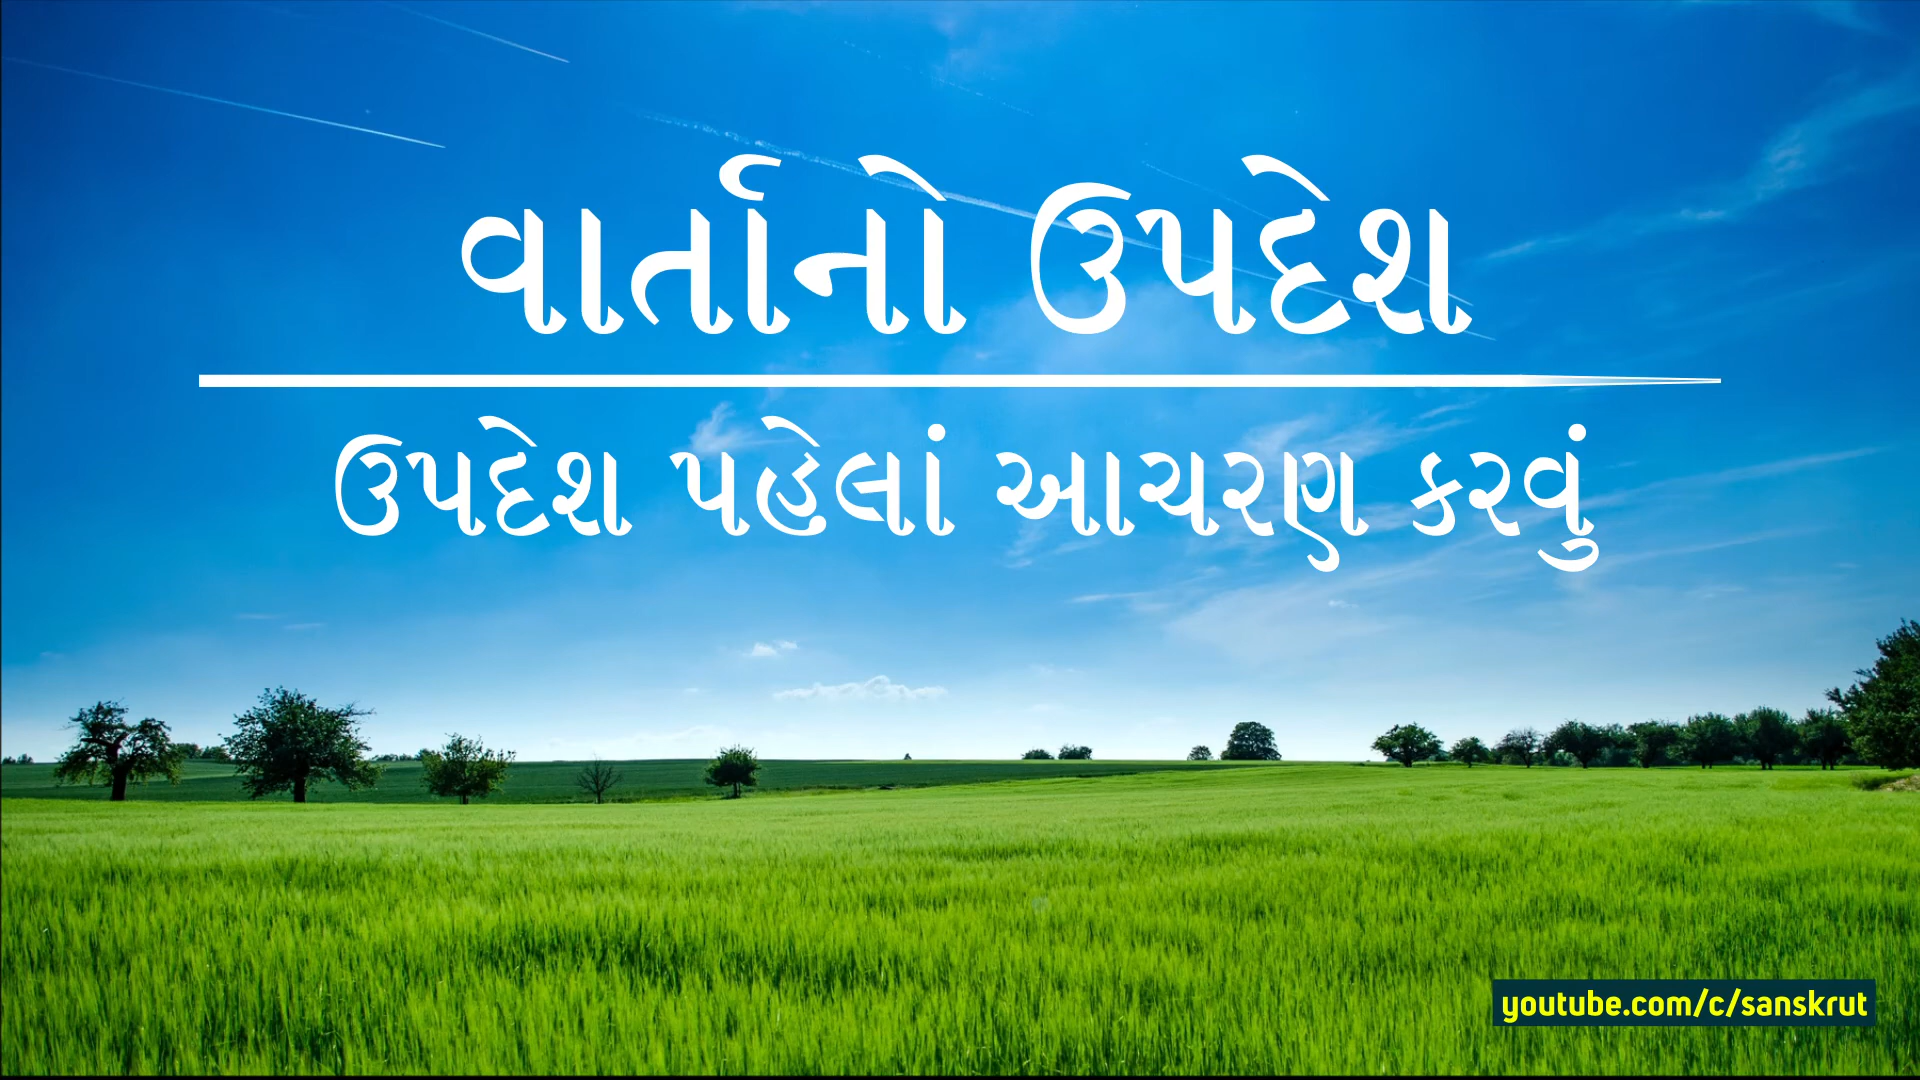 વાર્તાનો ઉપદેશ
ઉપદેશ પહેલાં આચરણ કરવું
youtube.com/c/sanskrut